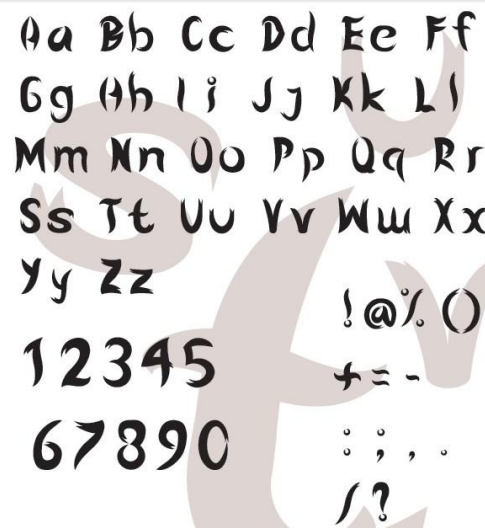 Aa Bb Cc Dd Ee Ff
Gg Hh Ii Jj Kk Ll
Mm Nn Oo Pp Qq Rr
Ss Tt Uu Vv Ww Xx
Yy Zz
!@% ()
12345
+=-
67890
: ; , .
/?
s u t v